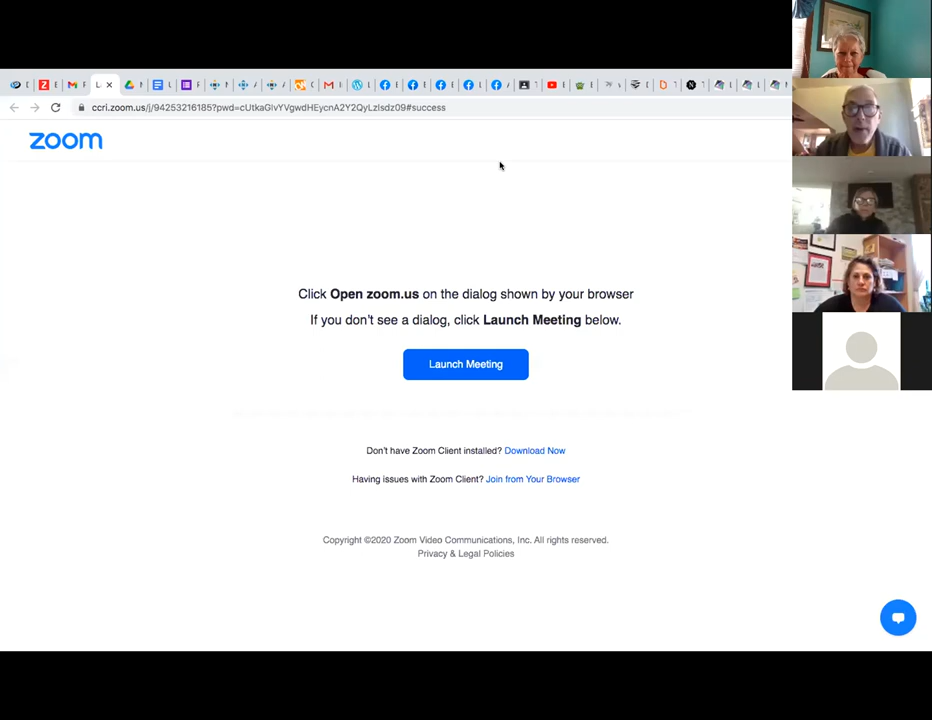 ccri.zoom.us/j/94253216185?pwd=cUtkaGlvYVgwdHEycnA2Y2QyLzlsdz09#success
zoom
Click Open zoom.us on the dialog shown by your browser
If you don't see a dialog, click Launch Meeting below.
Launch Meeting
Don't have Zoom Client installed? Download Now
Having issues with Zoom Client? Join from Your Browser
Copyright ©2020 Zoom Video Communications, Inc. All rights reserved.
Privacy & Legal Policies